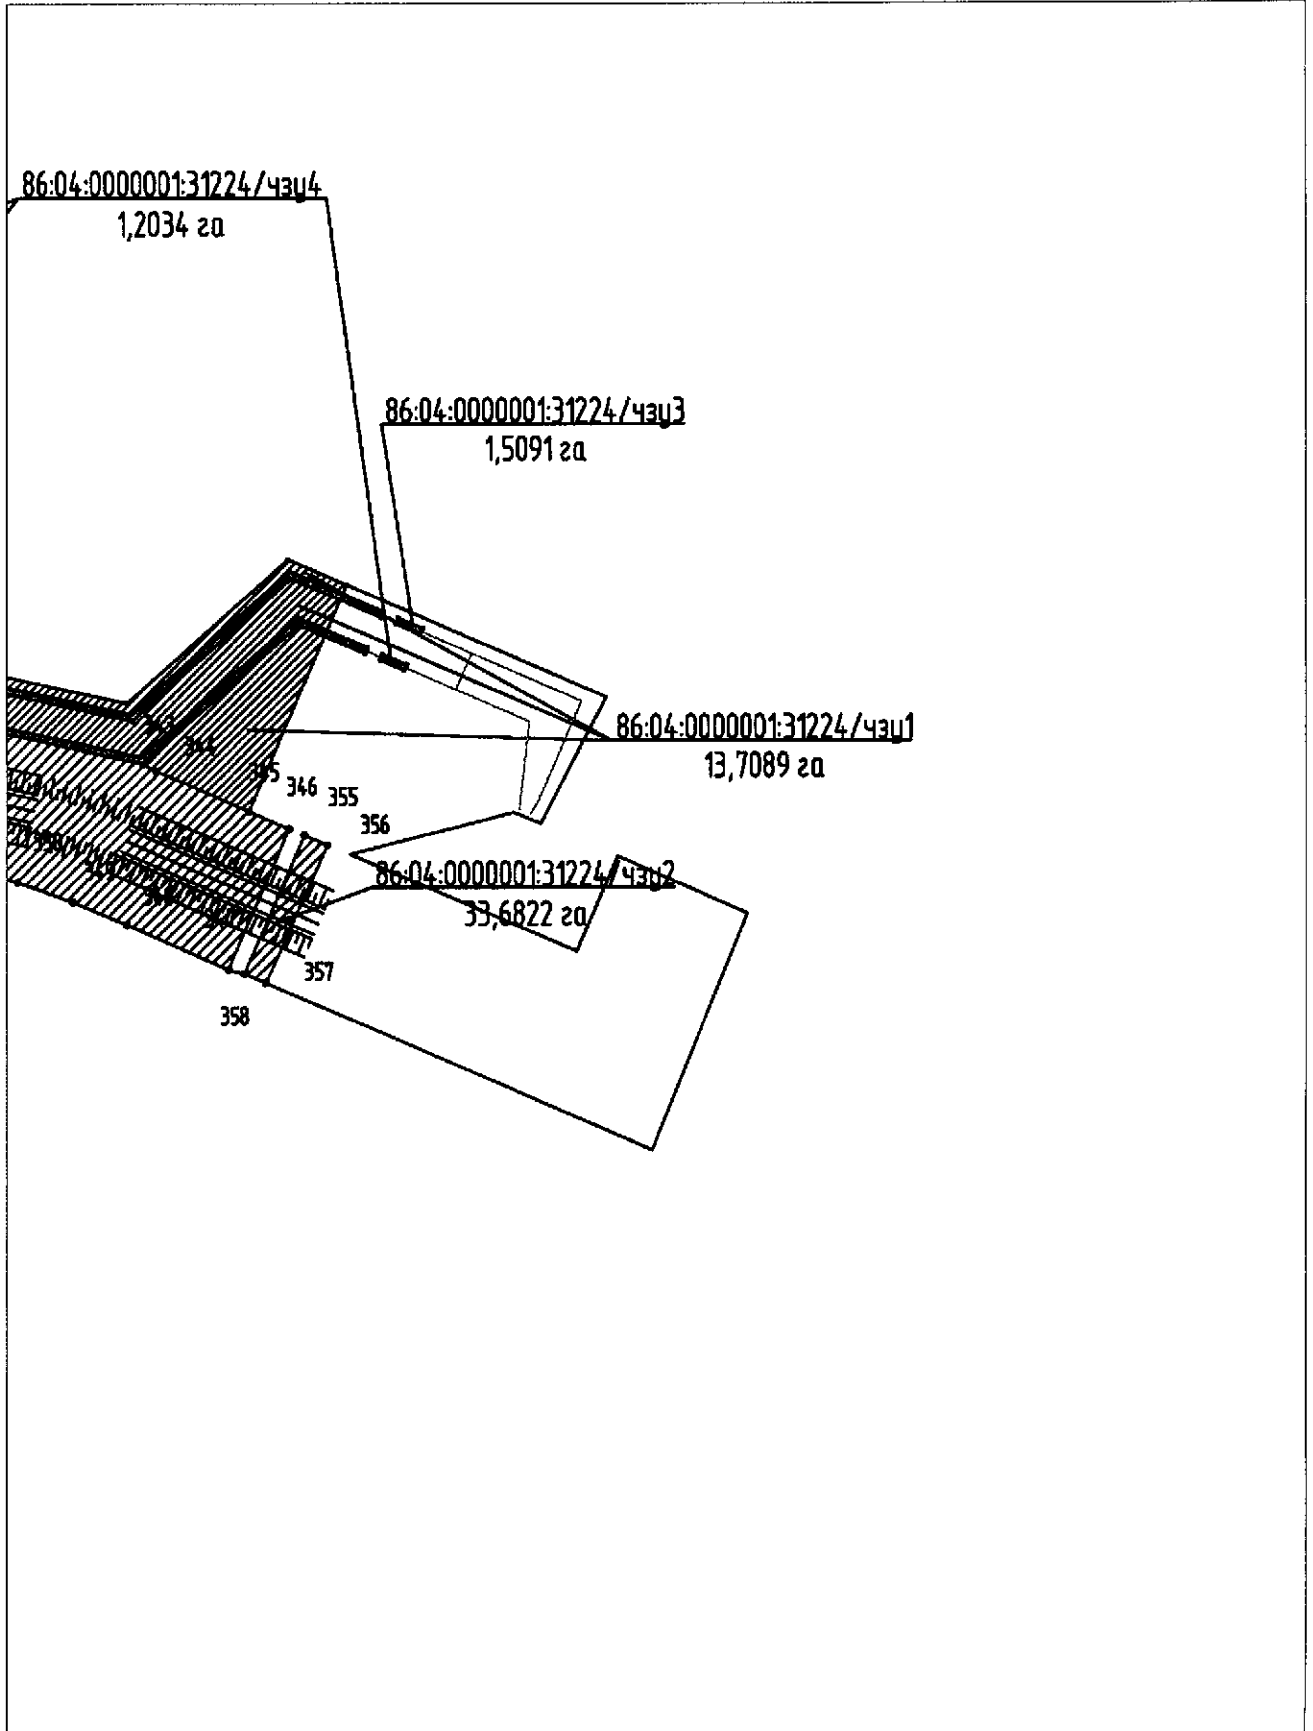 86:04:0000001:31224/чзу4
1,2034 га
86:04:0000001:31224/чзу3
1,5091 га
86:04:0000001:31224/чзу1
13,7089 га
344
345
346
355
356
86:04:0000001:31224/чзу2
33,6822 га
357
358